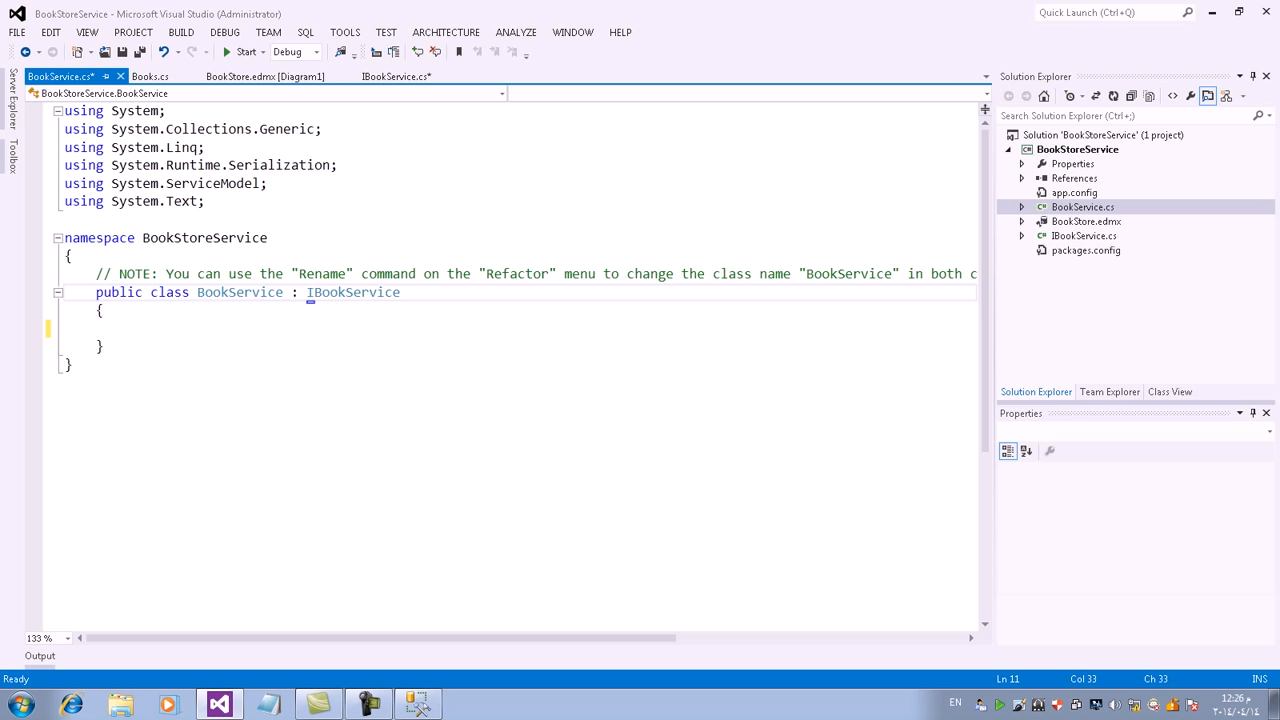 BookStoreService - Microsoft Visual Studio (Administrator)
Quick Launch (Ctrl+Q)
FILE EDIT VIEW PROJECT BUILD DEBUG TEAM SQL TOOLS TEST ARCHITECTURE ANALYZE WINDOW HELP
Start Debug
BookService.cs* Books.cs BookStore.edmx [Diagram1] IBookService.cs*
BookStoreService.BookService
Server Explorer
Toolbox
using System;
using System.Collections.Generic;
using System.Linq;
using System.Runtime.Serialization;
using System.ServiceModel;
using System.Text;
namespace BookStoreService
{
// NOTE: You can use the "Rename" command on the "Refactor" menu to change the class name "BookService" in both c
public class BookService : IBookService
{
}
}
133 %
Output
Solution Explorer
Search Solution Explorer (Ctrl+;)
Solution 'BookStoreService' (1 project)
BookStoreService
Properties
References
app.config
BookService.cs
BookStore.edmx
IBookService.cs
packages.config
Solution Explorer Team Explorer Class View
Properties
Ready Ln 11 Col 33 Ch 33 INS
EN
12:26 م
٢٠١٤/٠٤/١٤